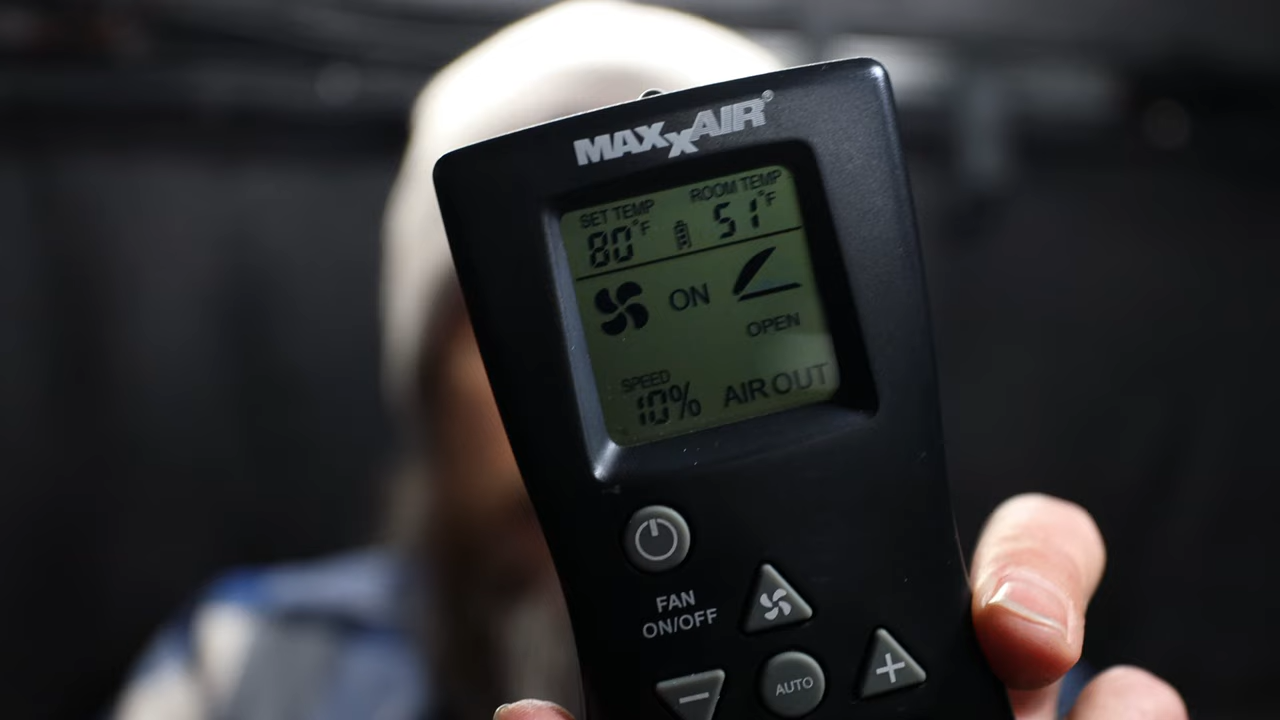 MAXXAIR®
SET TEMP ROOM TEMP
80°F 51°F
ON
OPEN
SPEED
10% AIR OUT
FAN
ON/OFF
− AUTO +